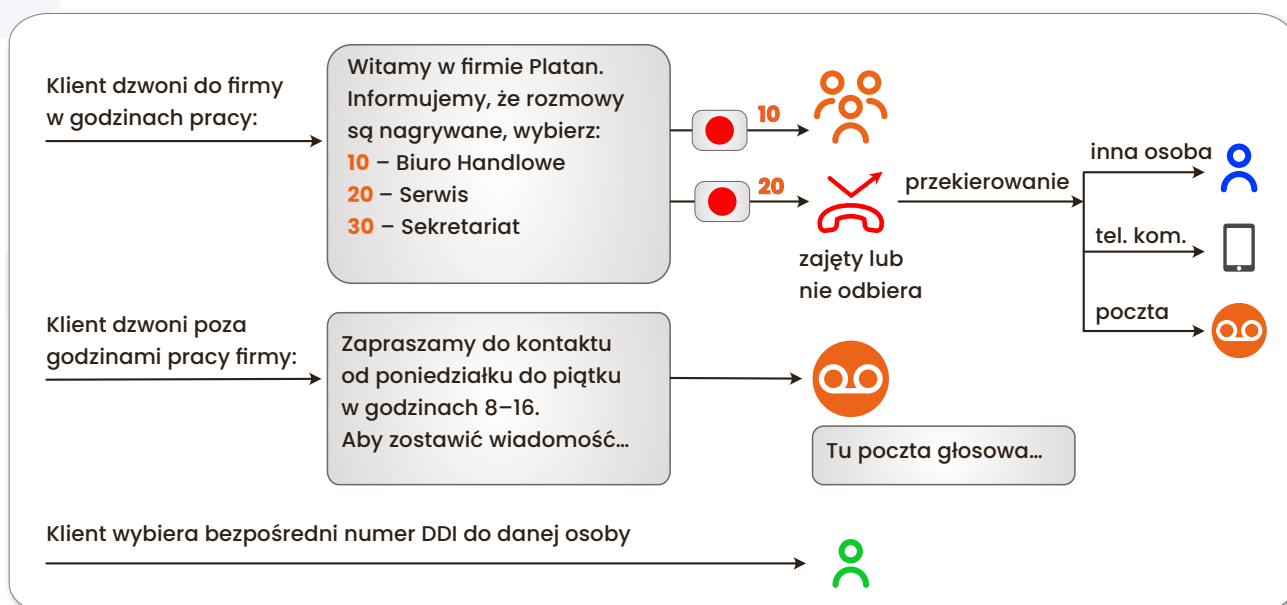 Klient dzwoni do firmy
w godzinach pracy:
Witamy w firmie Platan.
Informujemy, że rozmowy
są nagrywane, wybierz:
10 – Biuro Handlowe
20 – Serwis
30 – Sekretariat
10
20
zajęty lub
nie odbiera
przekierowanie
inna osoba
tel. kom.
poczta
Klient dzwoni poza
godzinami pracy firmy:
Zapraszamy do kontaktu
od poniedziałku do piątku
w godzinach 8–16.
Aby zostawić wiadomość...
Tu poczta głosowa...
Klient wybiera bezpośredni numer DDI do danej osoby